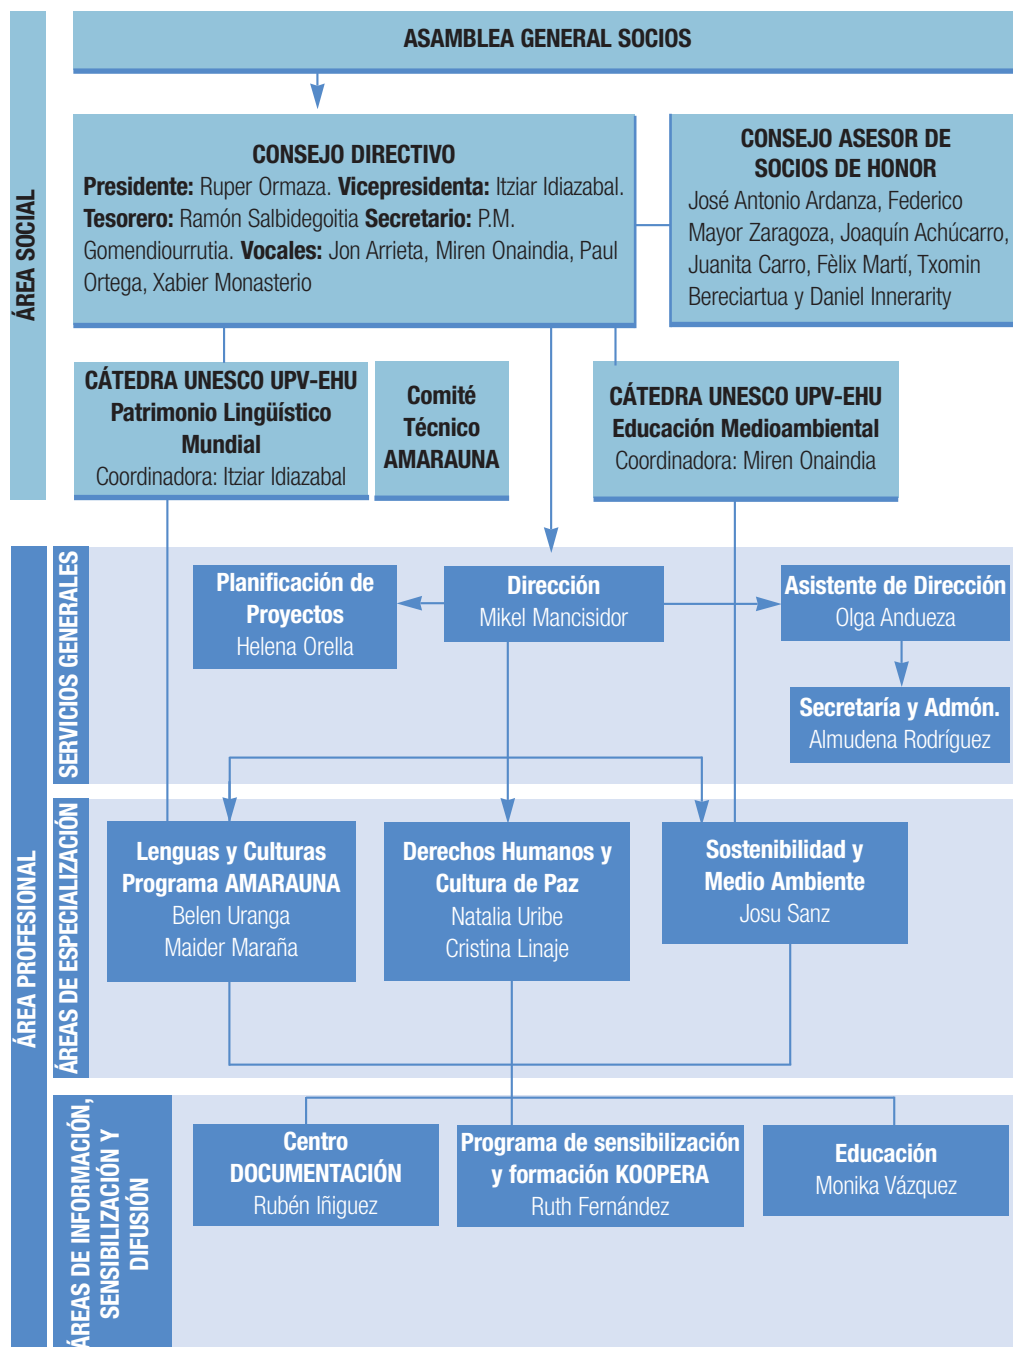 ÁREA SOCIAL
ASAMBLEA GENERAL SOCIOS
CONSEJO DIRECTIVO
Presidente: Ruper Ormaza. Vicepresidenta: Itziar Idiazabal.
Tesorero: Ramón Salbidegoitia Secretario: P.M.
Gomendiourrutia. Vocales: Jon Arrieta, Miren Onaindia, Paul
Ortega, Xabier Monasterio
CONSEJO ASESOR DE
SOCIOS DE HONOR
José Antonio Ardanza, Federico
Mayor Zaragoza, Joaquín Achúcarro,
Juanita Carro, Fèlix Martí, Txomin
Bereciartua y Daniel Innerarity
CÁTEDRA UNESCO UPV-EHU
Patrimonio Lingüístico
Mundial
Coordinadora: Itziar Idiazabal
Comité
Técnico
AMARAUNA
CÁTEDRA UNESCO UPV-EHU
Educación Medioambiental
Coordinadora: Miren Onaindia
ÁREA PROFESIONAL
SERVICIOS GENERALES
Planificación de
Proyectos
Helena Orella
Dirección
Mikel Mancisidor
Asistente de Dirección
Olga Andueza
Secretaría y Admón.
Almudena Rodríguez
ÁREAS DE ESPECIALIZACIÓN
Lenguas y Culturas
Programa AMARAUNA
Belen Uranga
Maider Maraña
Derechos Humanos y
Cultura de Paz
Natalia Uribe
Cristina Linaje
Sostenibilidad y
Medio Ambiente
Josu Sanz
ÁREAS DE INFORMACIÓN,
SENSIBILIZACIÓN Y
DIFUSIÓN
Centro
DOCUMENTACIÓN
Rubén Iñiguez
Programa de sensibilización
y formación KOOPERA
Ruth Fernández
Educación
Monika Vázquez